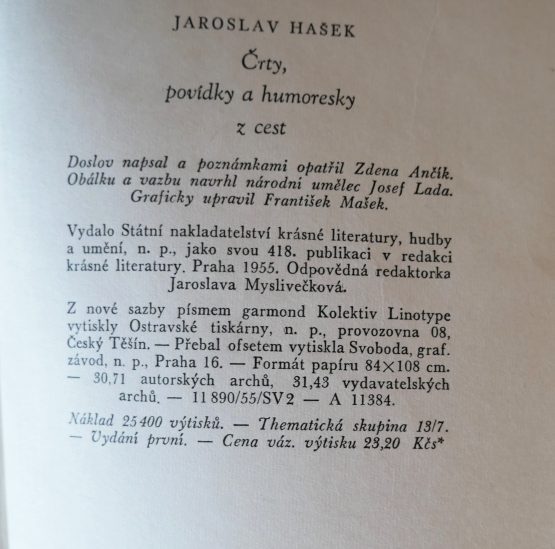 JAROSLAV HAŠEK
Črty,
povídky a humoresky
z cest
Doslov napsal a poznámkami opatřil Zdena Ančík.
Obálku a vazbu navrhl národní umělec Josef Lada.
Graficky upravil František Mašek.
Vydalo Státní nakladatelství krásné literatury, hudby
a umění, n. p., jako svou 418. publikaci v redakci
krásné literatury. Praha 1955. Odpovědná redaktorka
Jaroslava Myslivečková.
Z nové sazby písmem garmond Kolektiv Linotype
vytiskly Ostravské tiskárny, n. p., provozovna 08,
Český Těšín. — Přebal ofsetem vytiskla Svoboda, graf.
závod, n. p., Praha 16. — Formát papíru 84×108 cm.
— 30,71 autorských archů, 31,43 vydavatelských
archů. — 11 890/55/SV2 — A 11384.
Náklad 25 400 výtisků. — Thematická skupina 13/7.
— Vydání první. — Cena váz. výtisku 23,20 Kčs*